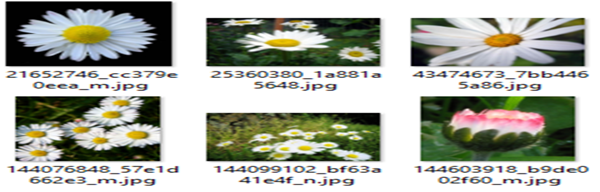 21652746_cc379e
0eea_m.jpg
25360380_1a881a
5648.jpg
43474673_7bb446
5a86.jpg
144076848_57e1d
662e3_m.jpg
144099102_bf63a
41e4f_n.jpg
144603918_b9de0
02f60_m.jpg